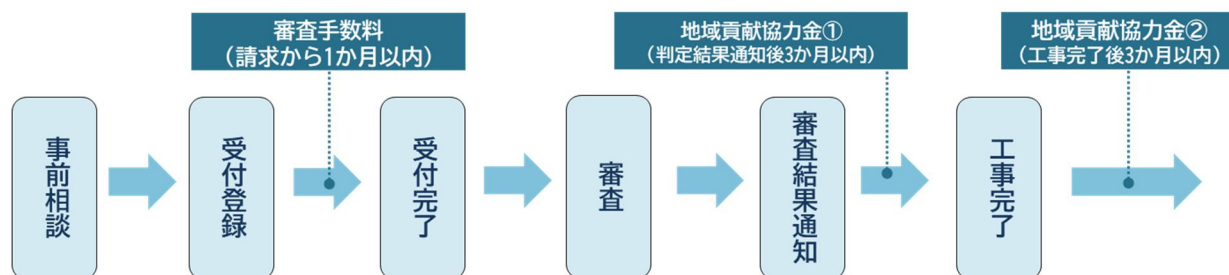 審査手数料
(請求から1か月以内)
地域貢献協力金①
(判定結果通知後3か月以内)
地域貢献協力金②
(工事完了後3か月以内)
事前相談
受付登録
受付完了
審査
審査結果通知
工事完了